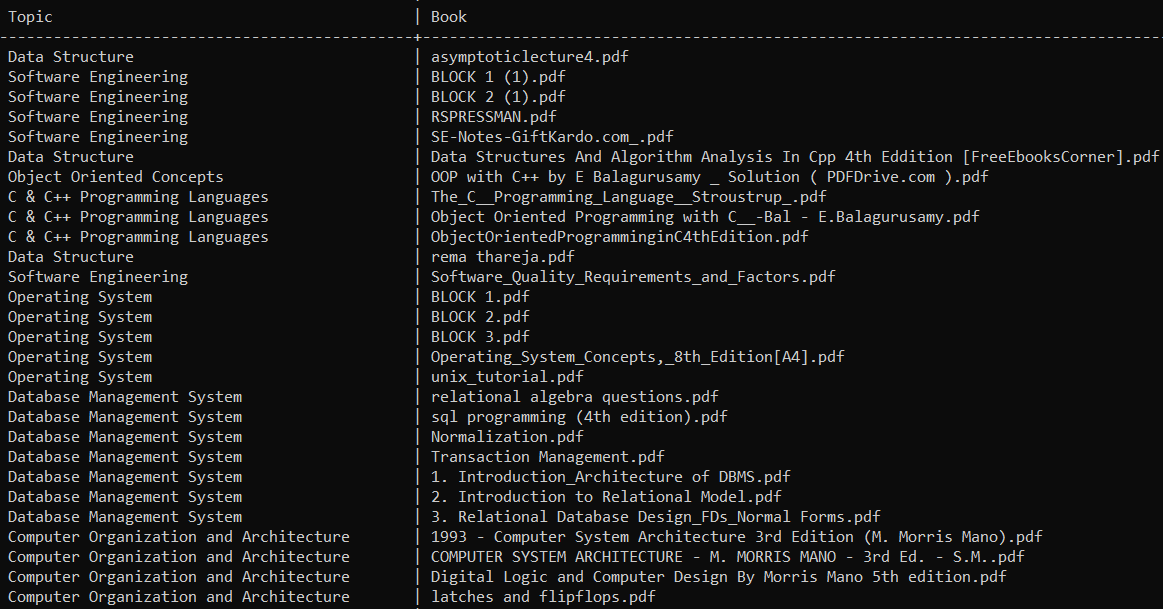 Topic | Book
----------------------------------------------+-----------------------------------------------------------------------------------
Data Structure | asymptoticlecture4.pdf
Software Engineering | BLOCK 1 (1).pdf
Software Engineering | BLOCK 2 (1).pdf
Software Engineering | RSPRESSMAN.pdf
Software Engineering | SE-Notes-GiftKardo.com_.pdf
Data Structure | Data Structures And Algorithm Analysis In Cpp 4th Eddition [FreeEbooksCorner].pdf
Object Oriented Concepts | OOP with C++ by E Balagurusamy _ Solution ( PDFDrive.com ).pdf
C & C++ Programming Languages | The_C__Programming_Language__Stroustrup_.pdf
C & C++ Programming Languages | Object Oriented Programming with C__-Bal - E.Balagurusamy.pdf
C & C++ Programming Languages | ObjectOrientedProgramminginC4thEdition.pdf
Data Structure | rema thareja.pdf
Software Engineering | Software_Quality_Requirements_and_Factors.pdf
Operating System | BLOCK 1.pdf
Operating System | BLOCK 2.pdf
Operating System | BLOCK 3.pdf
Operating System | Operating_System_Concepts,_8th_Edition[A4].pdf
Operating System | unix_tutorial.pdf
Database Management System | relational algebra questions.pdf
Database Management System | sql programming (4th edition).pdf
Database Management System | Normalization.pdf
Database Management System | Transaction Management.pdf
Database Management System | 1. Introduction_Architecture of DBMS.pdf
Database Management System | 2. Introduction to Relational Model.pdf
Database Management System | 3. Relational Database Design_FDs_Normal Forms.pdf
Computer Organization and Architecture | 1993 - Computer System Architecture 3rd Edition (M. Morris Mano).pdf
Computer Organization and Architecture | COMPUTER SYSTEM ARCHITECTURE - M. MORRIS MANO - 3rd Ed. - S.M..pdf
Computer Organization and Architecture | Digital Logic and Computer Design By Morris Mano 5th edition.pdf
Computer Organization and Architecture | latches and flipflops.pdf